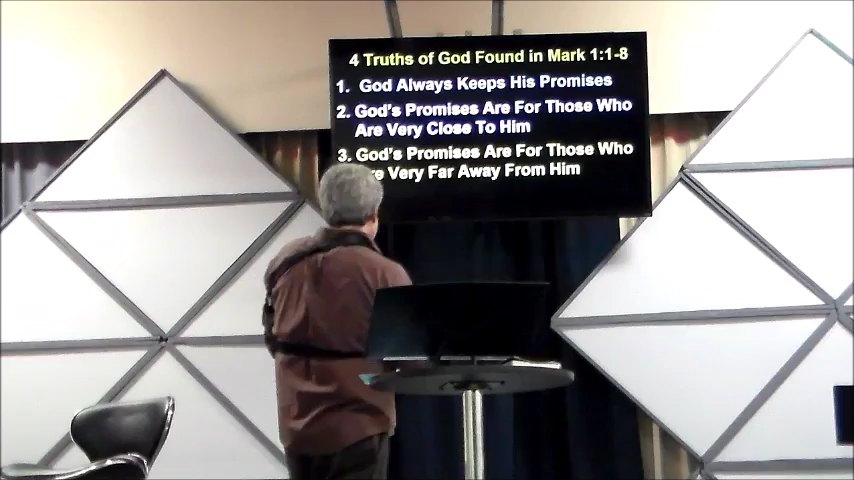 4 Truths of God Found in Mark 1:1-8
1. God Always Keeps His Promises
2. God's Promises Are For Those Who
Are Very Close To Him
3. God's Promises Are For Those Who
re Very Far Away From Him